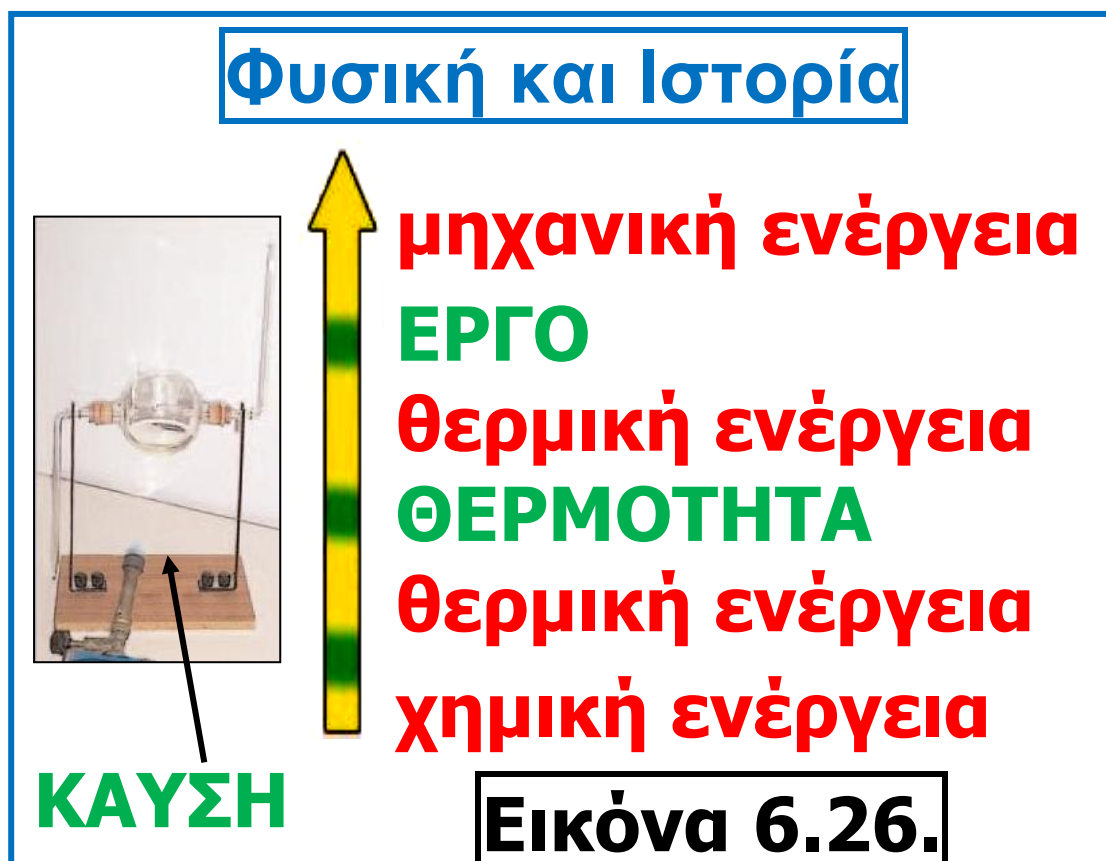 Φυσική και Ιστορία
μηχανική ενέργεια
ΕΡΓΟ
θερμική ενέργεια
ΘΕΡΜΟΤΗΤΑ
θερμική ενέργεια
χημική ενέργεια
ΚΑΥΣΗ
Εικόνα 6.26.